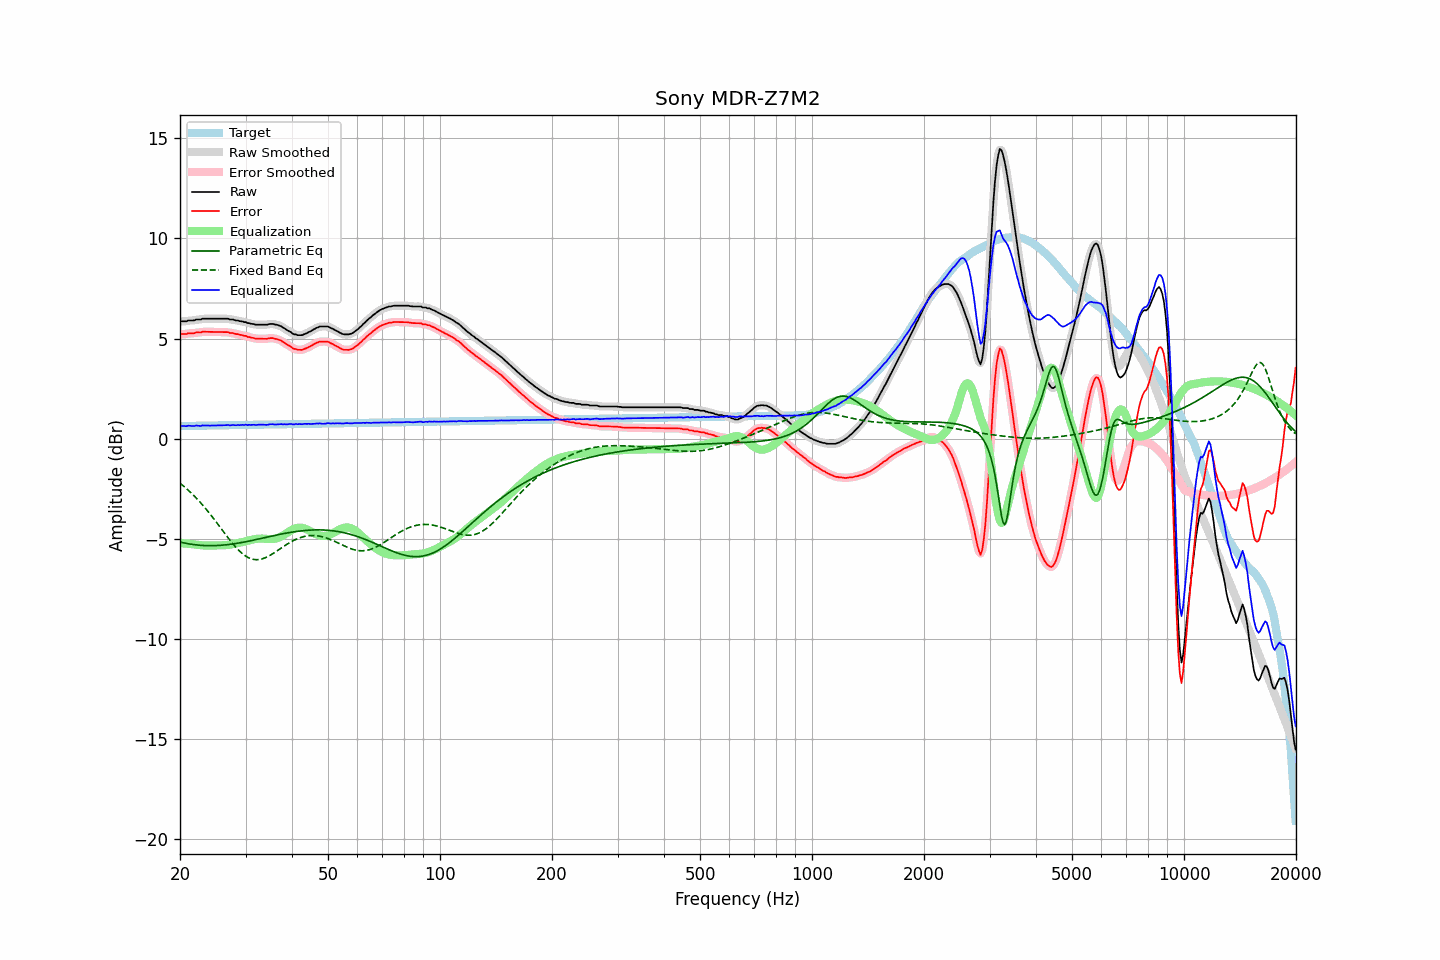 Sony MDR-Z7M2
Target
Raw Smoothed
Error Smoothed
Raw
Error
Equalization
Parametric Eq
Fixed Band Eq
Equalized
15
10
5
0
−5
−10
−15
−20
Amplitude (dBr)
20
50
100
200
500
1000
2000
5000
10000
20000
Frequency (Hz)